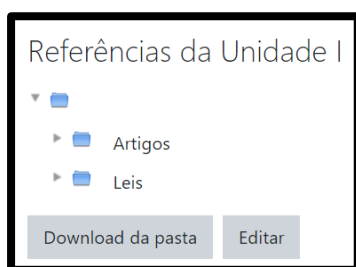 Referências da Unidade I
Artigos
Leis
Download da pasta Editar